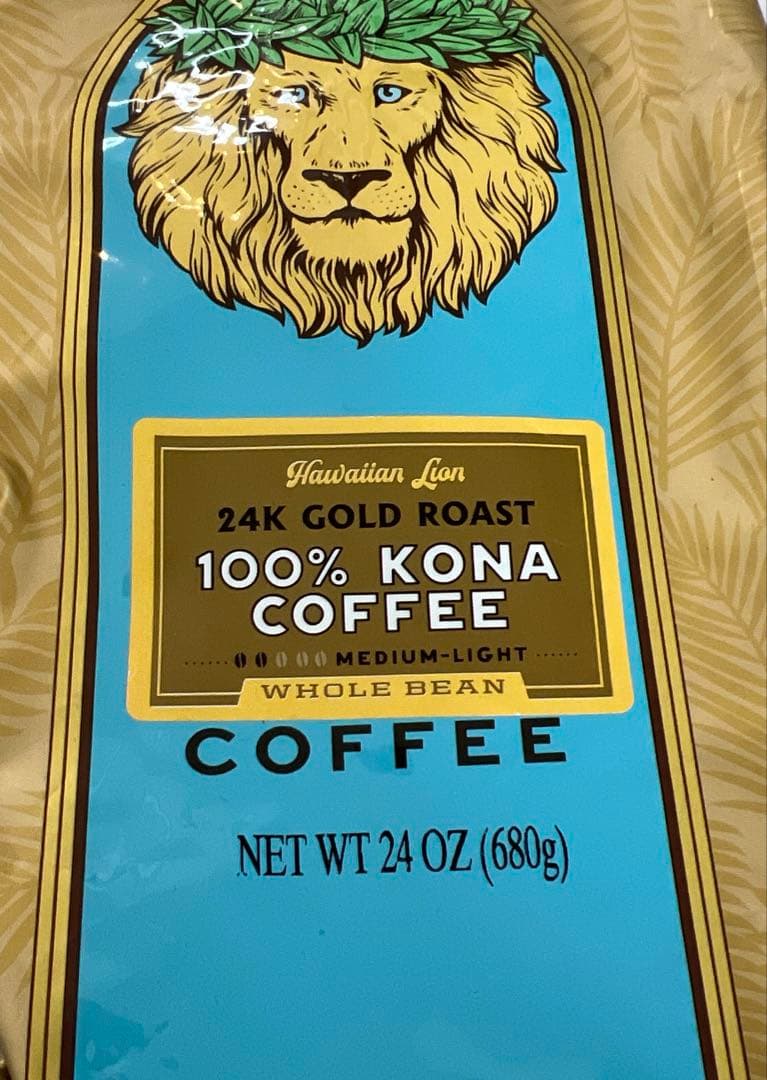 Hawaiian Lion
24K GOLD ROAST
100% KONA
COFFEE
MEDIUM-LIGHT
WHOLE BEAN
COFFEE
NET WT 24 OZ (680g)